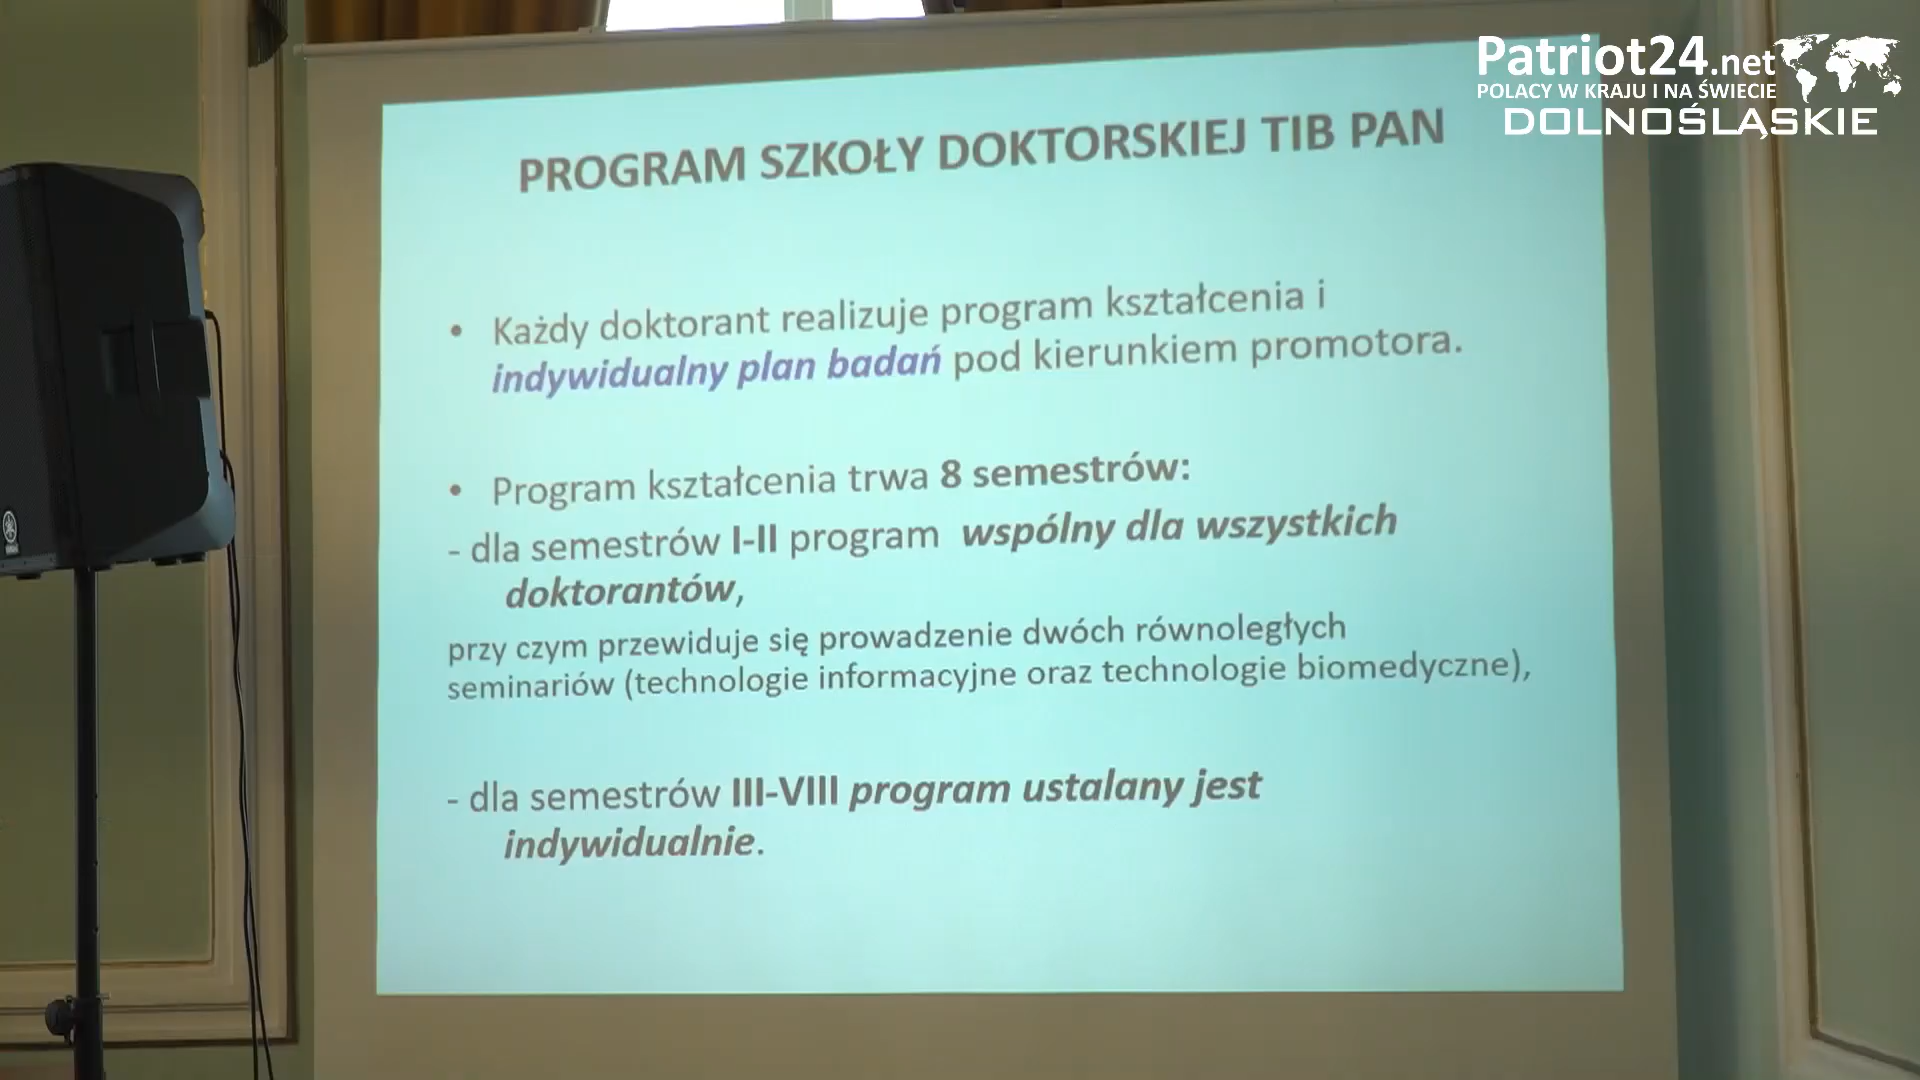 Patriot24.net
POLACY W KRAJU I NA ŚWIECIE
DOLNOŚLĄSKIE
PROGRAM SZKOŁY DOKTORSKIEJ TIB PAN
• Każdy doktorant realizuje program kształcenia i
indywidualny plan badań pod kierunkiem promotora.
• Program kształcenia trwa 8 semestrów:
- dla semestrów I-II program wspólny dla wszystkich
doktorantów,
przy czym przewiduje się prowadzenie dwóch równoległych
seminariów (technologie informacyjne oraz technologie biomedyczne),
- dla semestrów III-VIII program ustalany jest
indywidualnie.